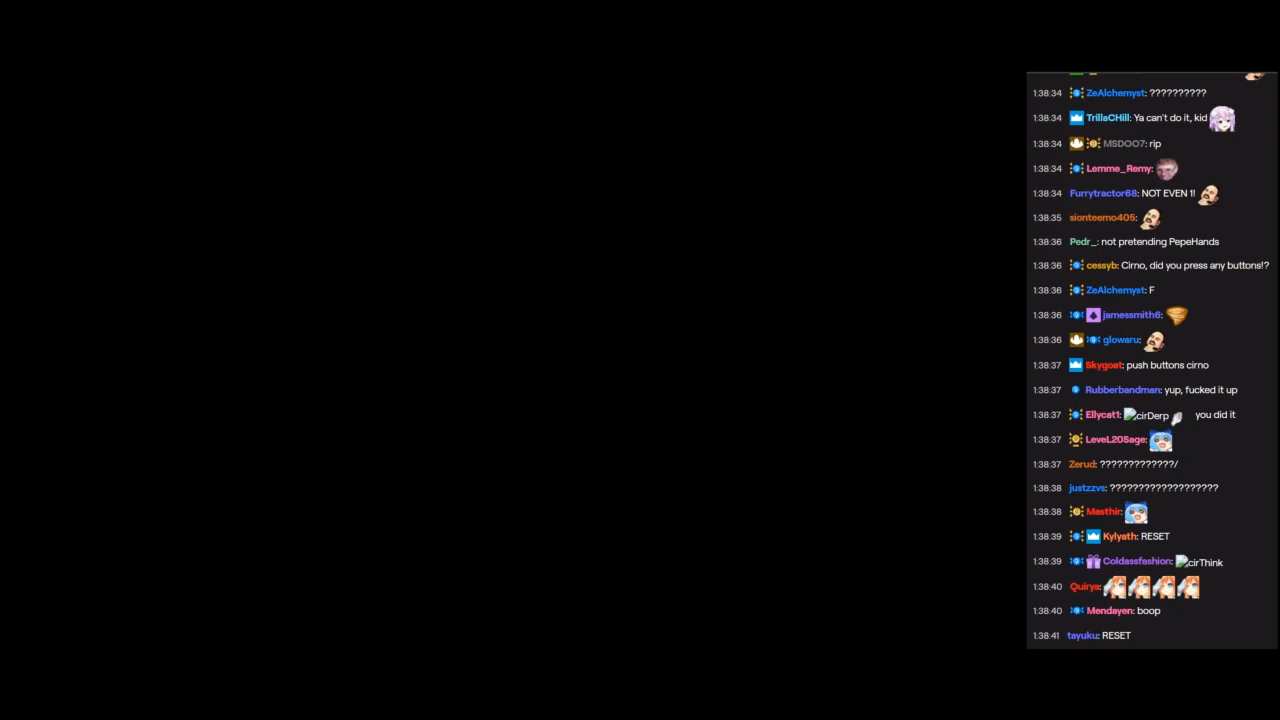 1:38:34 ZeAlchemyst: ??????????
1:38:34 TrillaCHill: Ya can't do it, kid
1:38:34 MSDOO7: rip
1:38:34 Lemme_Remy:
1:38:34 Furrytractor68: NOT EVEN 1!
1:38:35 sionteemo405:
1:38:36 Pedr_: not pretending PepeHands
1:38:36 cessyb: Cirno, did you press any buttons!?
1:38:36 ZeAlchemyst: F
1:38:36 jamessmith6:
1:38:36 glowaru:
1:38:37 Skygoat: push buttons cirno
1:38:37 Rubberbandman: yup, fucked it up
1:38:37 Ellycat1: cirDerp you did it
1:38:37 LeveL20Sage:
1:38:37 Zerud: ?????????????/
1:38:38 justzzvs: ???????????????????
1:38:38 Masthir:
1:38:39 Kylyath: RESET
1:38:39 Coldassfashion: cirThink
1:38:40 Quirya:
1:38:40 Mendayen: boop
1:38:41 tayuku: RESET